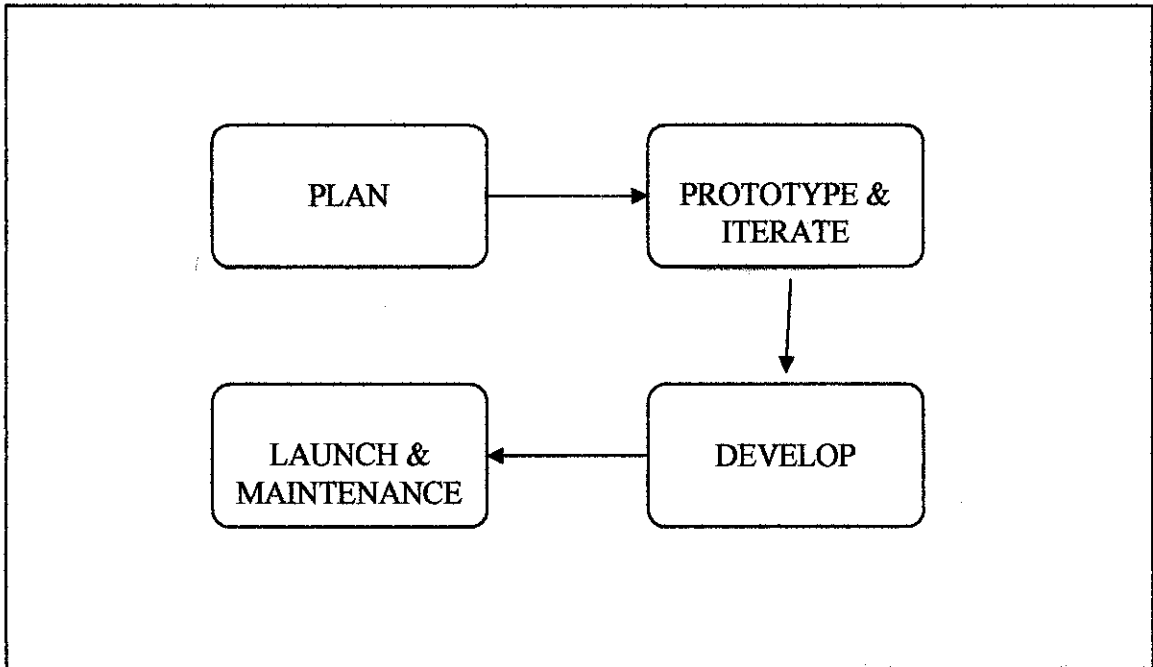 PLAN
PROTOTYPE &
ITERATE
LAUNCH &
MAINTENANCE
DEVELOP